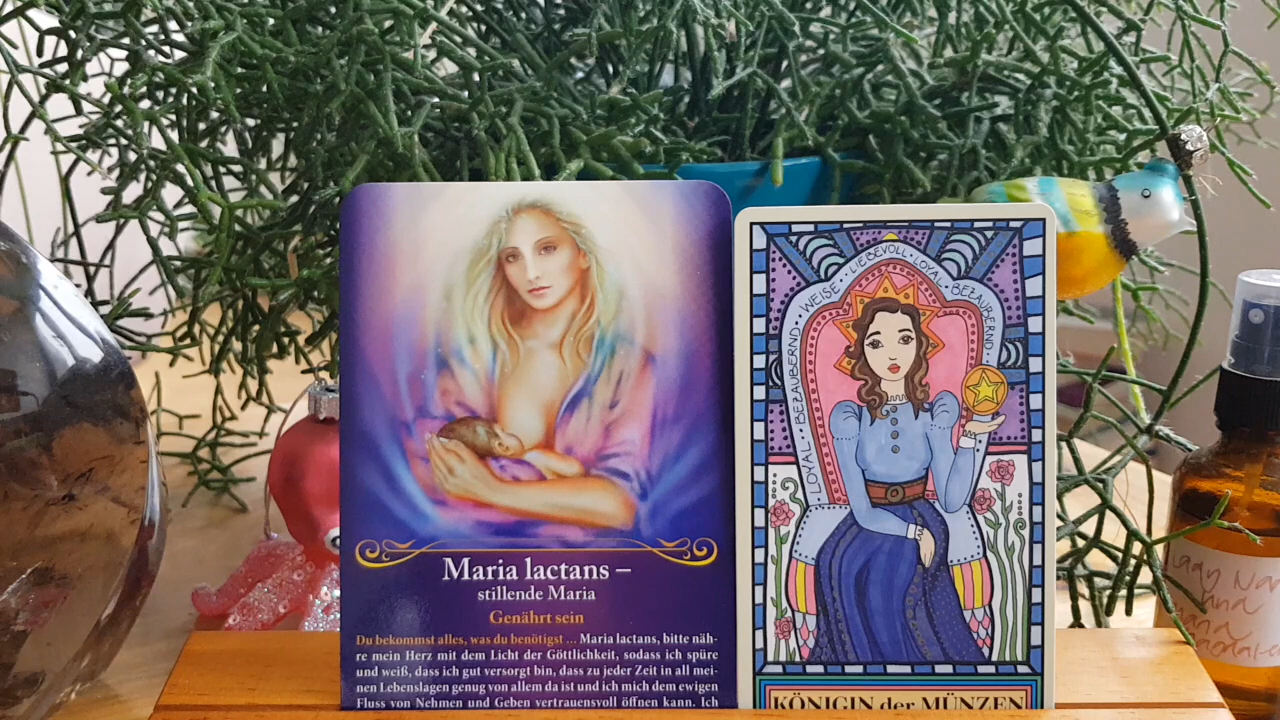 Maria lactans –
stillende Maria
Genährt sein
Du bekommst alles, was du benötigst ... Maria lactans, bitte näh-
re mein Herz mit dem Licht der Göttlichkeit, sodass ich spüre
und weiß, dass ich gut versorgt bin, dass zu jeder Zeit in all mei-
nen Lebenslagen genug von allem da ist und ich mich dem ewigen
Fluss von Nehmen und Geben vertrauensvoll öffnen kann. Ich
LOYAL · BEZAUBERND · WEISE · LIEBEVOLL · LOYAL · BEZAUBERND ·
KÖNIGIN der MÜNZEN
and